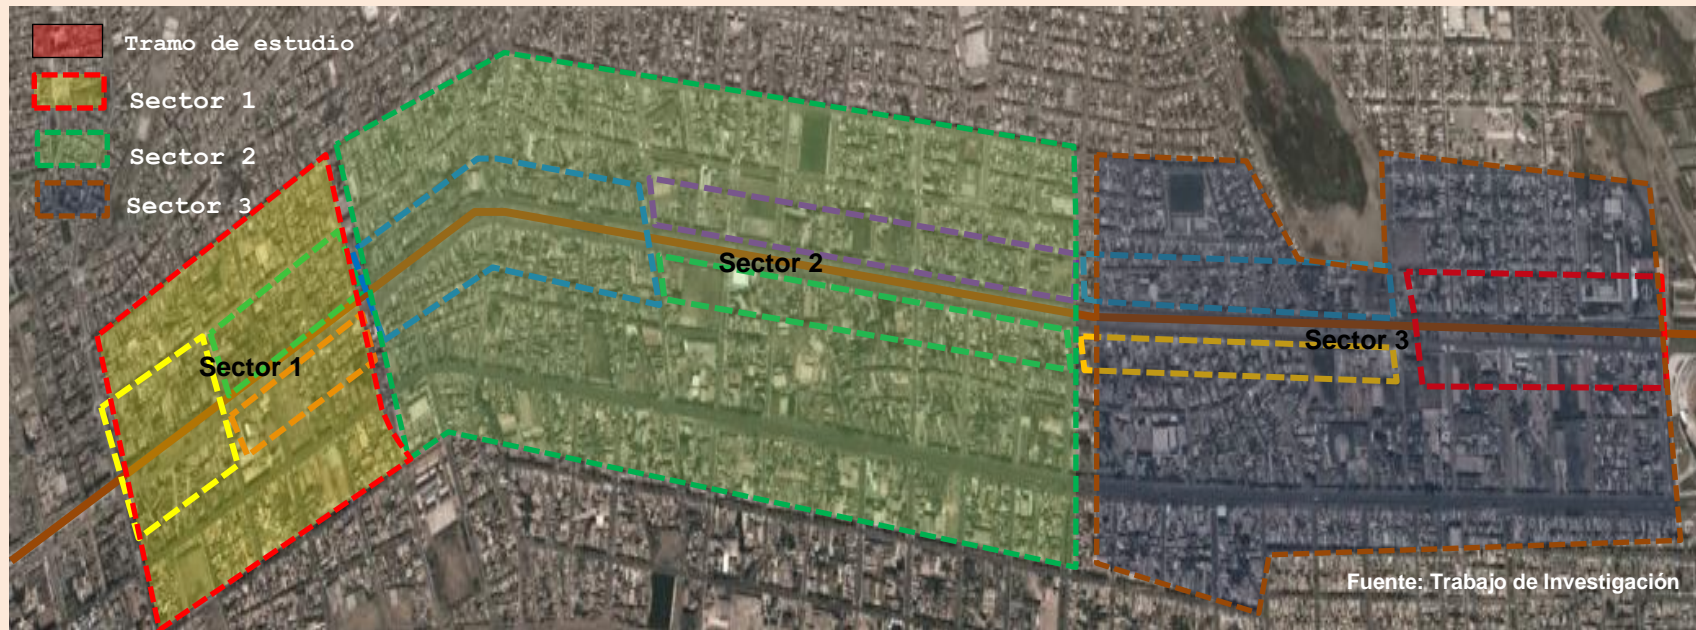 Tramo de estudio
Sector 1
Sector 2
Sector 3
Sector 2
Sector 3
Sector 1
Fuente: Trabajo de Investigación